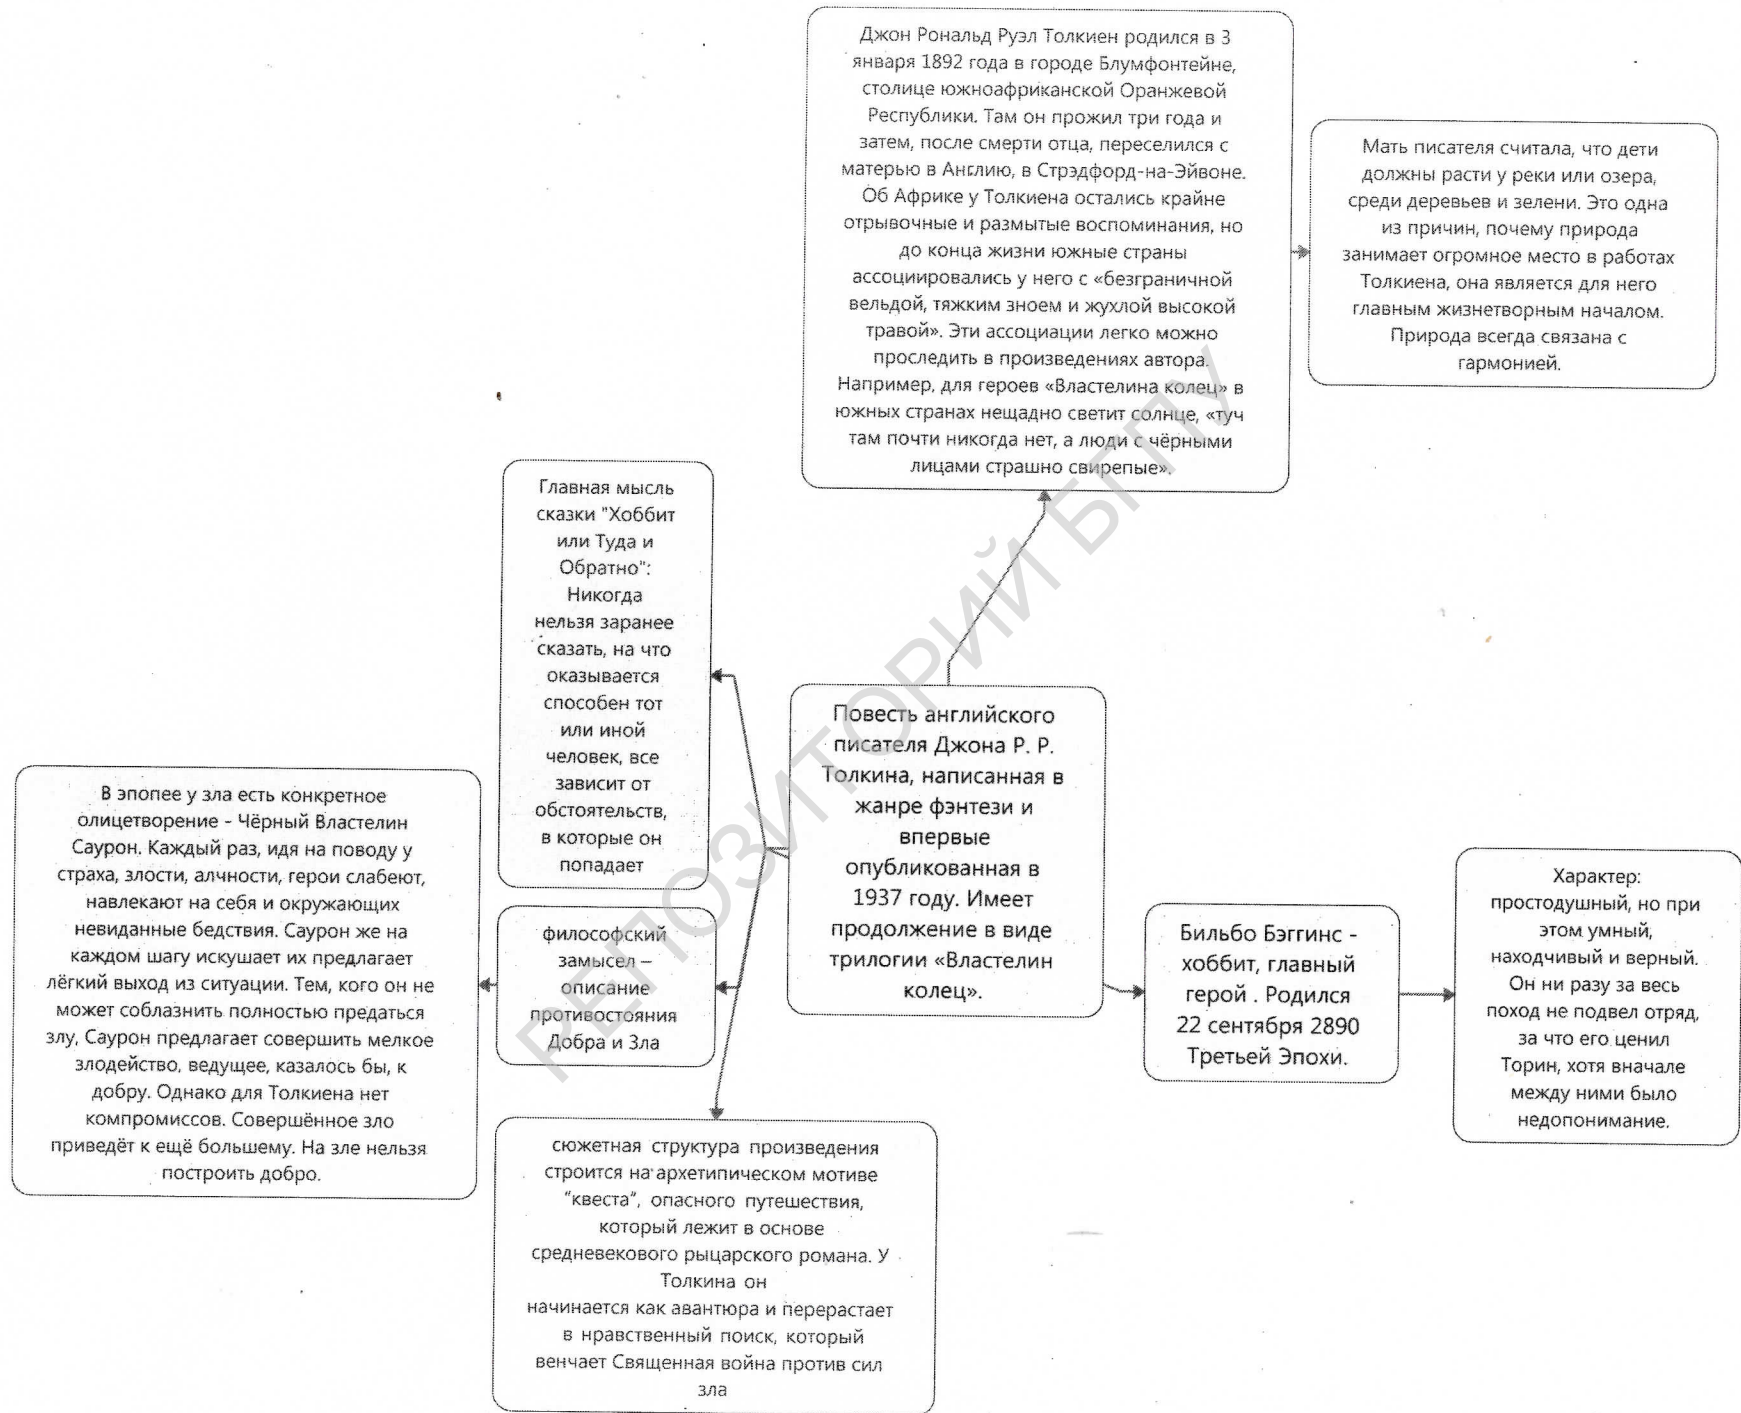 Джон Рональд Руэл Толкиен родился в 3
января 1892 года в городе Блумфонтейне,
столице южноафриканской Оранжевой
Республики. Там он прожил три года и
затем, после смерти отца, переселился с
матерью в Англию, в Стрэдфорд-на-Эйвоне.
Об Африке у Толкиена остались крайне
отрывочные и размытые воспоминания, но
до конца жизни южные страны
ассоциировались у него с «безграничной
вельдой, тяжким зноем и жухлой высокой
травой». Эти ассоциации легко можно
проследить в произведениях автора.
Например, для героев «Властелина колец» в
южных странах нещадно светит солнце, «туч
там почти никогда нет, а люди с чёрными
лицами страшно свирепые».
Мать писателя считала, что дети
должны расти у реки или озера,
среди деревьев и зелени. Это одна
из причин, почему природа
занимает огромное место в работах
Толкиена, она является для него
главным жизнетворным началом.
Природа всегда связана с
гармонией.
Главная мысль
сказки "Хоббит
или Туда и
Обратно":
Никогда
нельзя заранее
сказать, на что
оказывается
способен тот
или иной
человек, все
зависит от
обстоятельств,
в которые он
попадает
Повесть английского
писателя Джона Р. Р.
Толкина, написанная в
жанре фэнтези и
впервые
опубликованная в
1937 году. Имеет
продолжение в виде
трилогии «Властелин
колец».
В эпопее у зла есть конкретное
олицетворение - Чёрный Властелин
Саурон. Каждый раз, идя на поводу у
страха, злости, алчности, герои слабеют,
навлекают на себя и окружающих
невиданные бедствия. Саурон же на
каждом шагу искушает их предлагает
лёгкий выход из ситуации. Тем, кого он не
может соблазнить полностью предаться
злу, Саурон предлагает совершить мелкое
злодейство, ведущее, казалось бы, к
добру. Однако для Толкиена нет
компромиссов. Совершённое зло
приведёт к ещё большему. На зле нельзя
построить добро.
философский
замысел –
описание
противостояния
Добра и Зла
Бильбо Бэггинс -
хоббит, главный
герой . Родился
22 сентября 2890
Третьей Эпохи.
Характер:
простодушный, но при
этом умный,
находчивый и верный.
Он ни разу за весь
поход не подвел отряд,
за что его ценил
Торин, хотя вначале
между ними было
недопонимание.
сюжетная структура произведения
строится на архетипическом мотиве
"квеста", опасного путешествия,
который лежит в основе
средневекового рыцарского романа. У
Толкина он
начинается как авантюра и перерастает
в нравственный поиск, который
венчает Священная война против сил
зла
РЕПОЗИТОРИЙ БГПУ